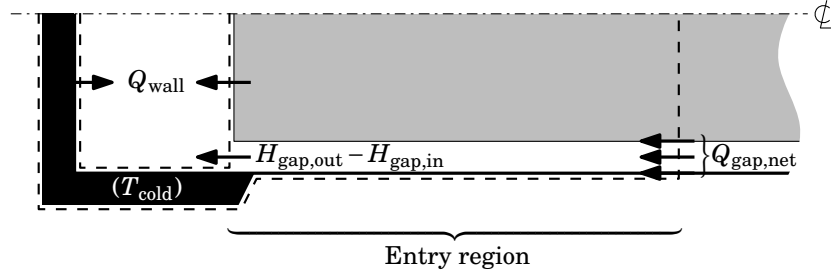 ℄
Q_wall
H_gap,out − H_gap,in
}Q_gap,net
(T_cold)
Entry region